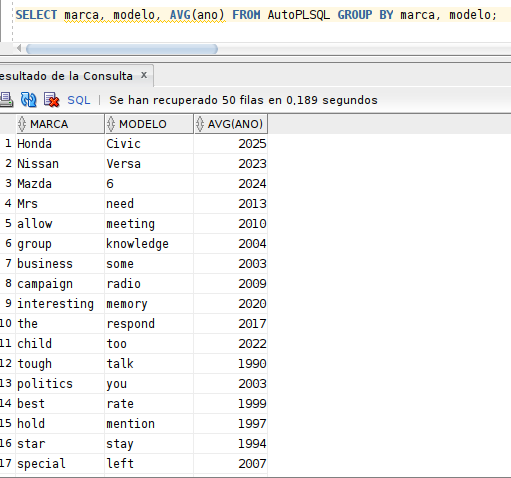 SELECT marca, modelo, AVG(ano) FROM AutoPLSQL GROUP BY marca, modelo;
esultado de la Consulta x
SQL | Se han recuperado 50 filas en 0,189 segundos
MARCA MODELO AVG(ANO)
1 Honda Civic 2025
2 Nissan Versa 2023
3 Mazda 6 2024
4 Mrs need 2013
5 allow meeting 2010
6 group knowledge 2004
7 business some 2003
8 campaign radio 2009
9 interesting memory 2020
10 the respond 2017
11 child too 2022
12 tough talk 1990
13 politics you 2003
14 best rate 1999
15 hold mention 1997
16 star stay 1994
17 special left 2007